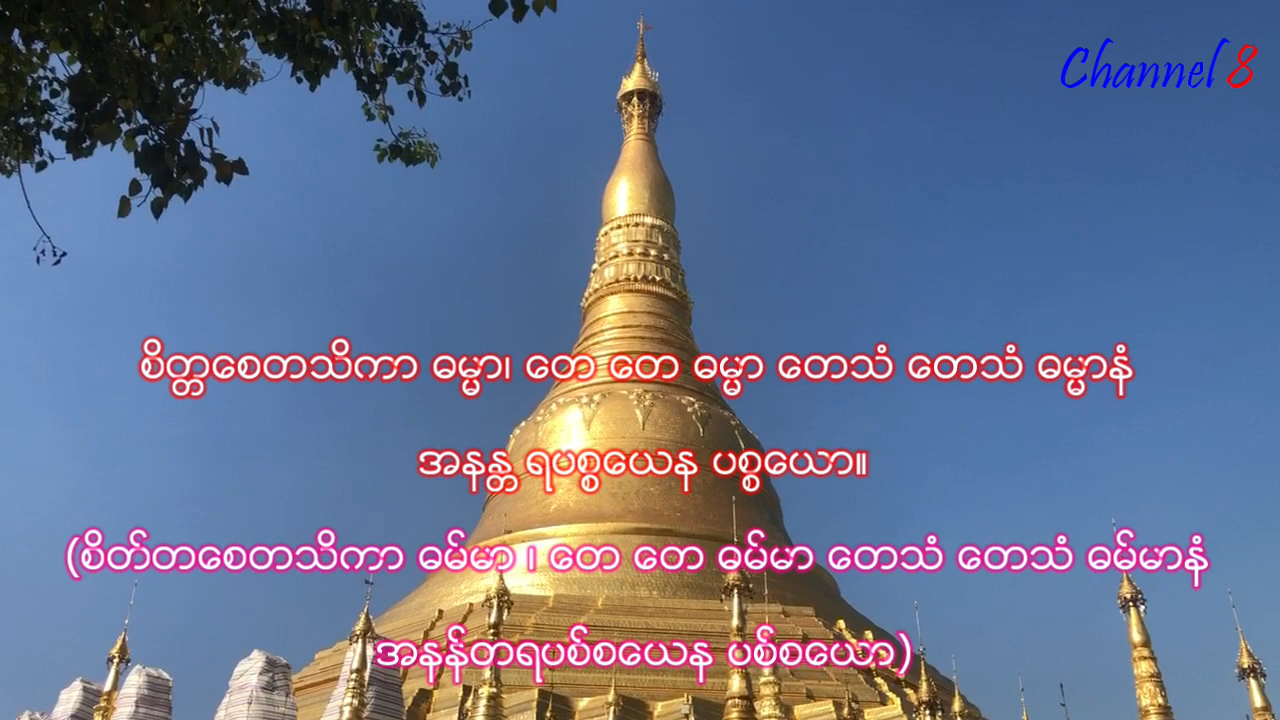 Channel 8
စိတ္တစေတသိကာ ဓမ္မာ၊ တေ တေ ဓမ္မာ တေသံ တေသံ ဓမ္မာနံ
အနန္တ ရပစ္စယေန ပစ္စယော။
(စိတ်တစေတသိကာ ဓမ်မာ ၊ တေ တေ ဓမ်မာ တေသံ တေသံ ဓမ်မာနံ
အနန်တရပစ်စယေန ပစ်စယော)